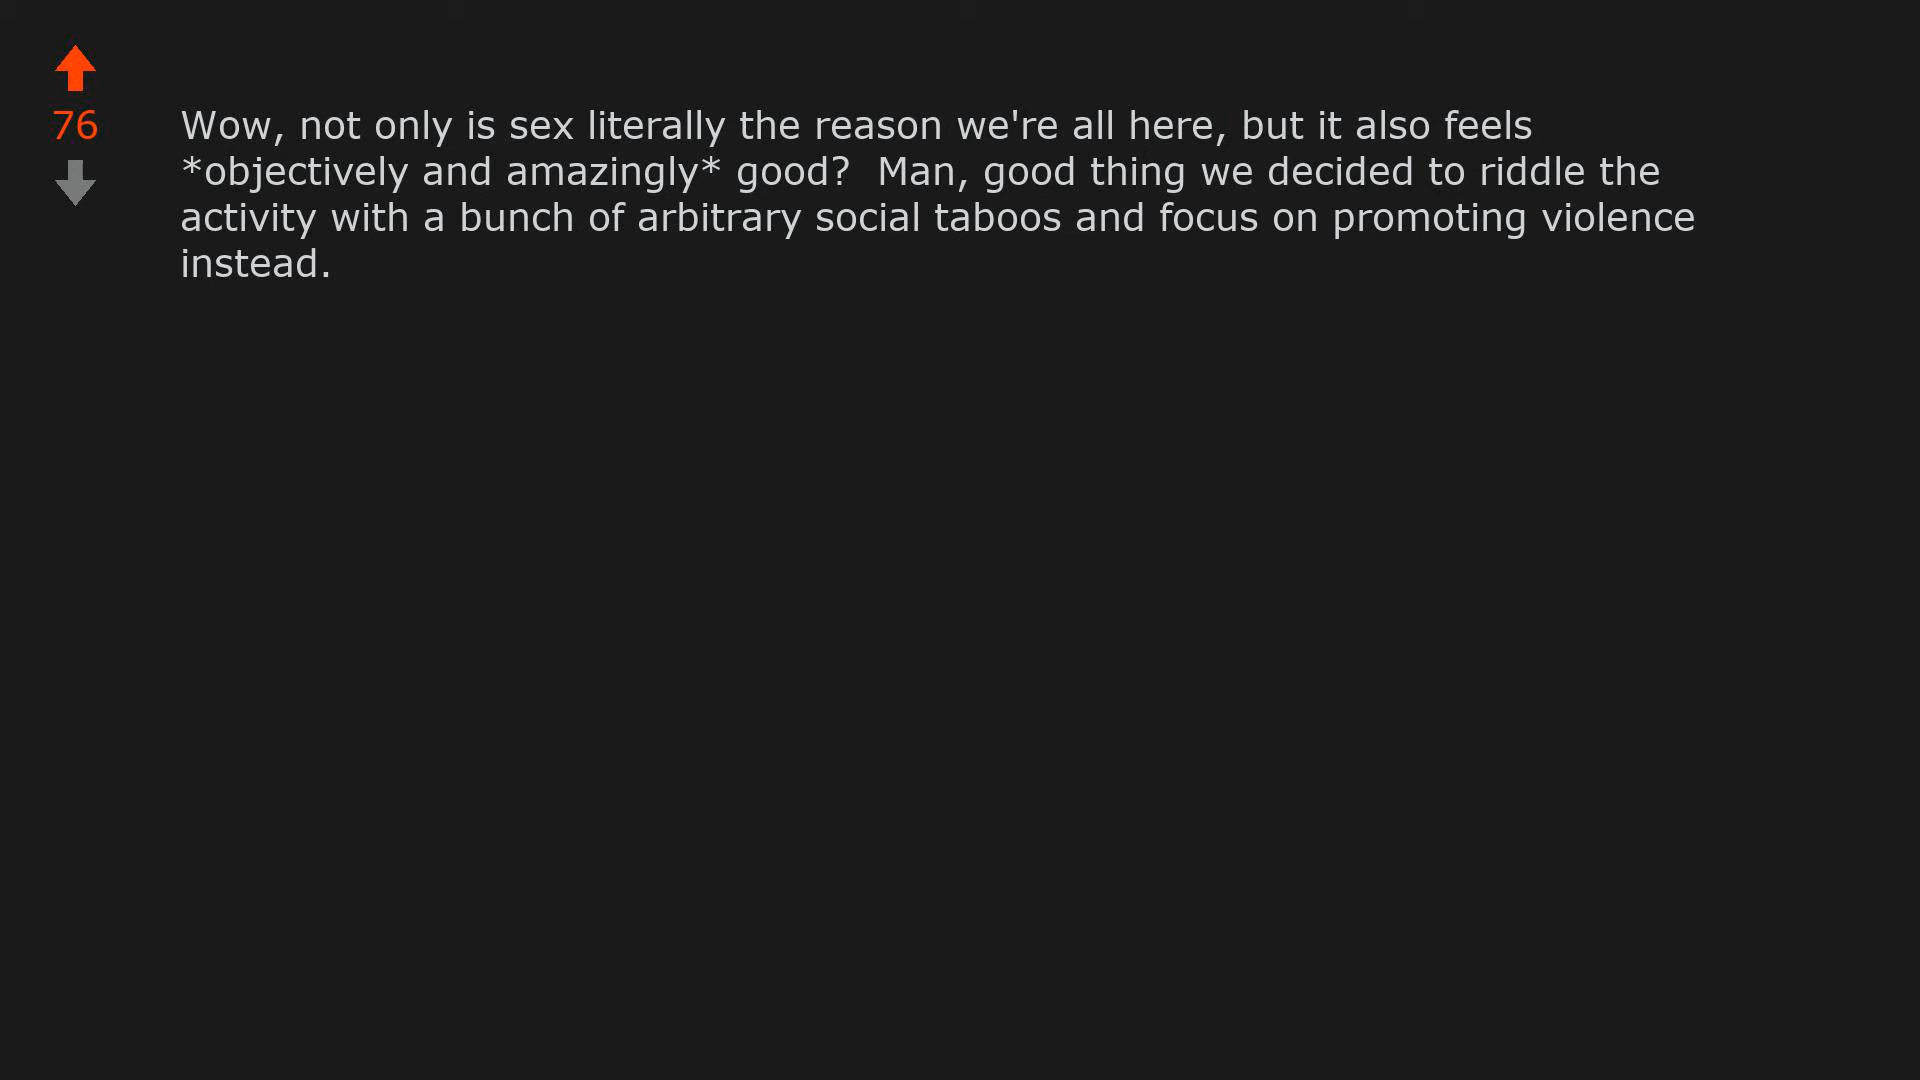 76
Wow, not only is sex literally the reason we're all here, but it also feels
*objectively and amazingly* good?  Man, good thing we decided to riddle the
activity with a bunch of arbitrary social taboos and focus on promoting violence
instead.